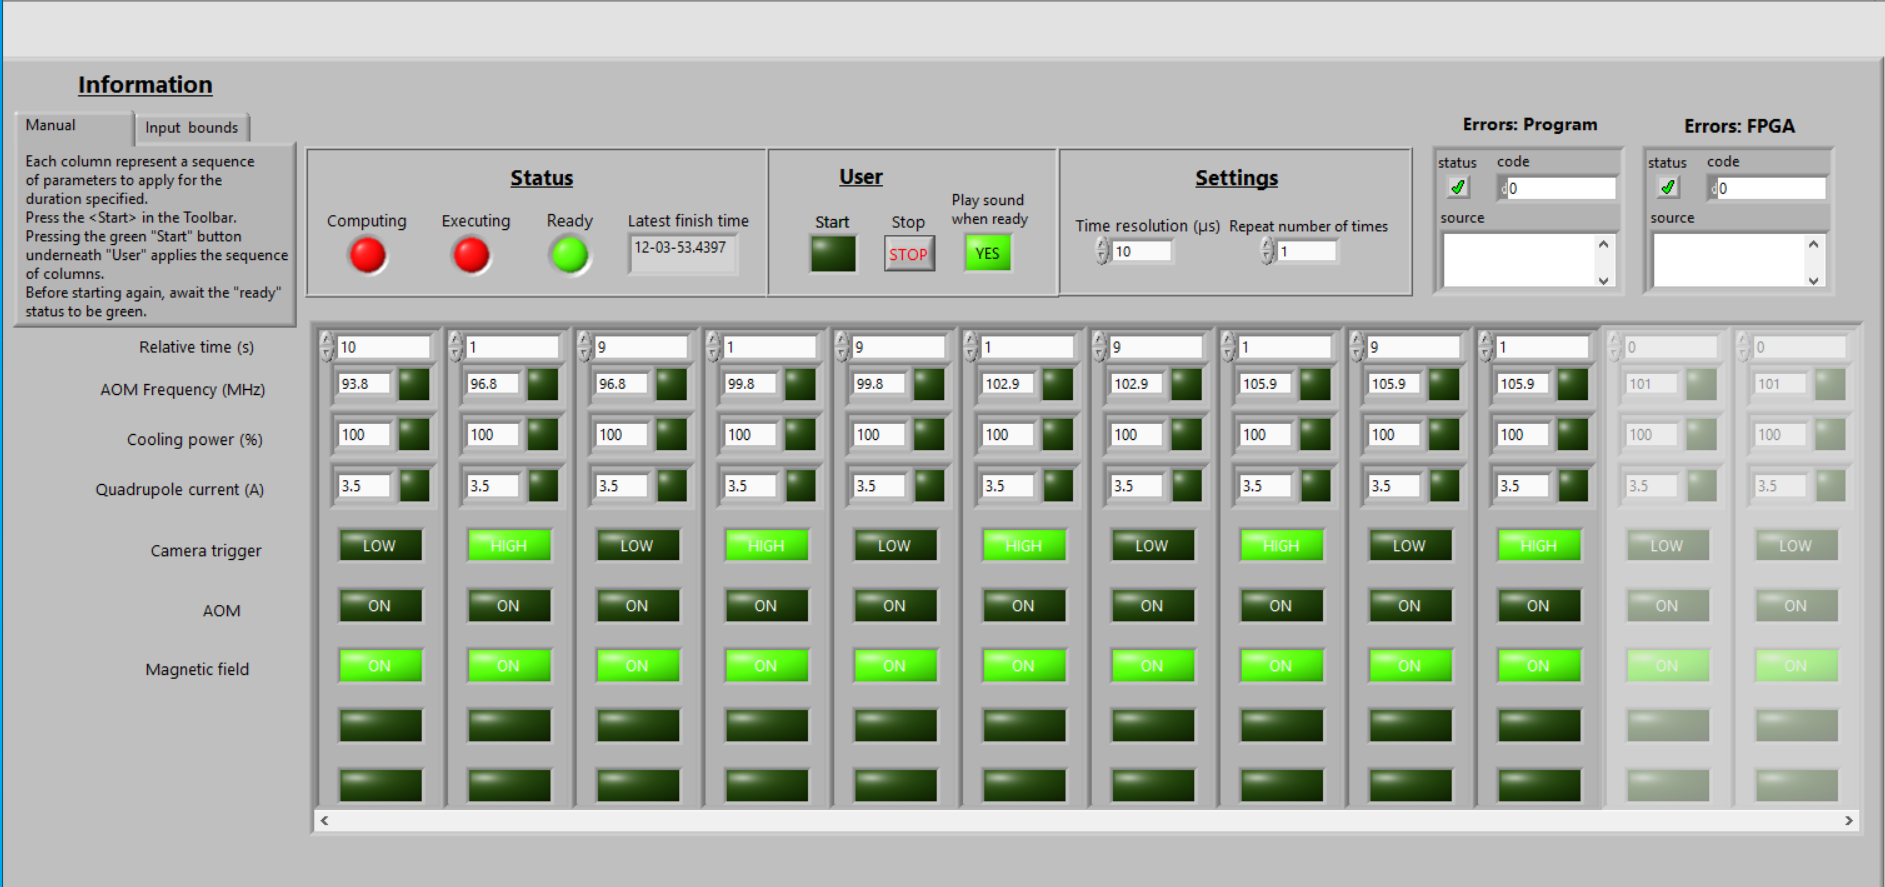 Information
Manual
Input bounds
Each column represent a sequence
of parameters to apply for the
duration specified.
Press the <Start> in the Toolbar.
Pressing the green "Start" button
underneath "User" applies the sequence
of columns.
Before starting again, await the "ready"
status to be green.
Status
Computing Executing Ready Latest finish time
12-03-53.4397
User
Start Stop Play sound
when ready
STOP YES
Settings
Time resolution (µs) Repeat number of times
10 1
Errors: Program
status code
0
source
Errors: FPGA
status code
d0
source
Relative time (s) 10 1 9 1 9 1 9 1 9 1 0 0
AOM Frequency (MHz) 93.8 96.8 96.8 99.8 99.8 102.9 102.9 105.9 105.9 105.9 101 101
Cooling power (%) 100 100 100 100 100 100 100 100 100 100 100 100
Quadrupole current (A) 3.5 3.5 3.5 3.5 3.5 3.5 3.5 3.5 3.5 3.5 3.5 3.5
Camera trigger LOW HIGH LOW HIGH LOW HIGH LOW HIGH LOW HIGH LOW LOW
AOM ON ON ON ON ON ON ON ON ON ON ON ON
Magnetic field ON ON ON ON ON ON ON ON ON ON ON ON